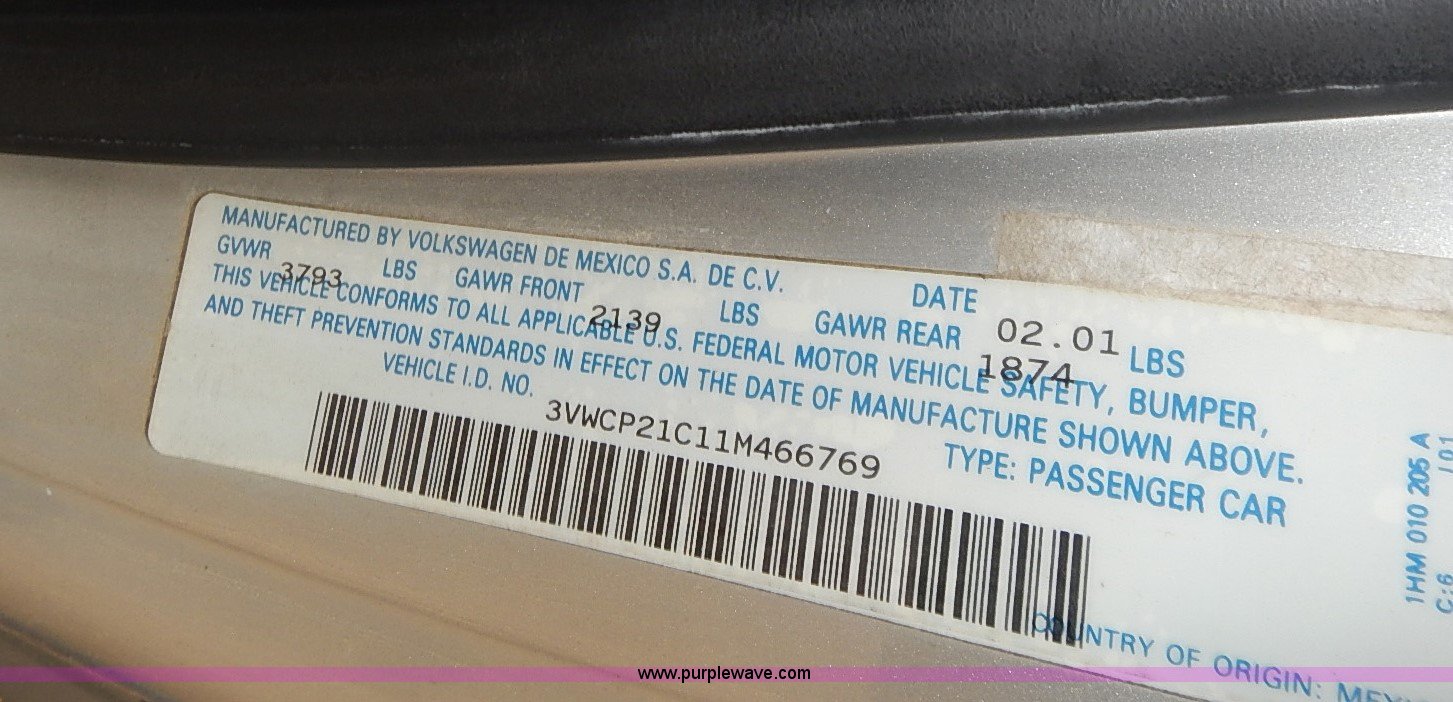 MANUFACTURED BY VOLKSWAGEN DE MEXICO S.A. DE C.V.
DATE 02.01
GVWR 3793 LBS GAWR FRONT 2139 LBS GAWR REAR 1874 LBS
THIS VEHICLE CONFORMS TO ALL APPLICABLE U.S. FEDERAL MOTOR VEHICLE SAFETY, BUMPER,
AND THEFT PREVENTION STANDARDS IN EFFECT ON THE DATE OF MANUFACTURE SHOWN ABOVE.
VEHICLE I.D. NO. 3VWCP21C11M466769 TYPE: PASSENGER CAR
COUNTRY OF ORIGIN:
1HM 010 205 A
www.purplewave.com